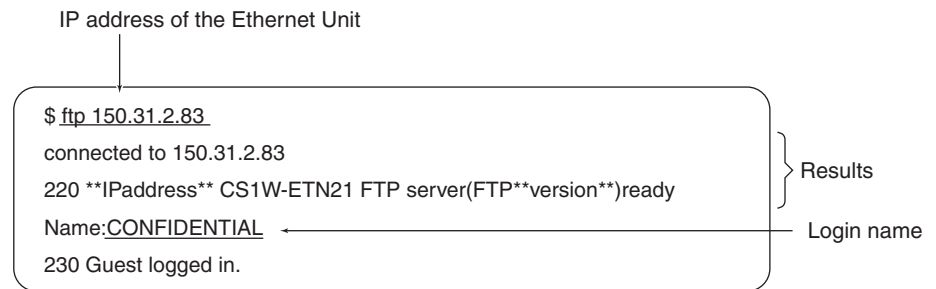 IP address of the Ethernet Unit
$ ftp 150.31.2.83
connected to 150.31.2.83
220 **IPaddress** CS1W-ETN21 FTP server(FTP**version**)ready
Results
Name:CONFIDENTIAL
Login name
230 Guest logged in.